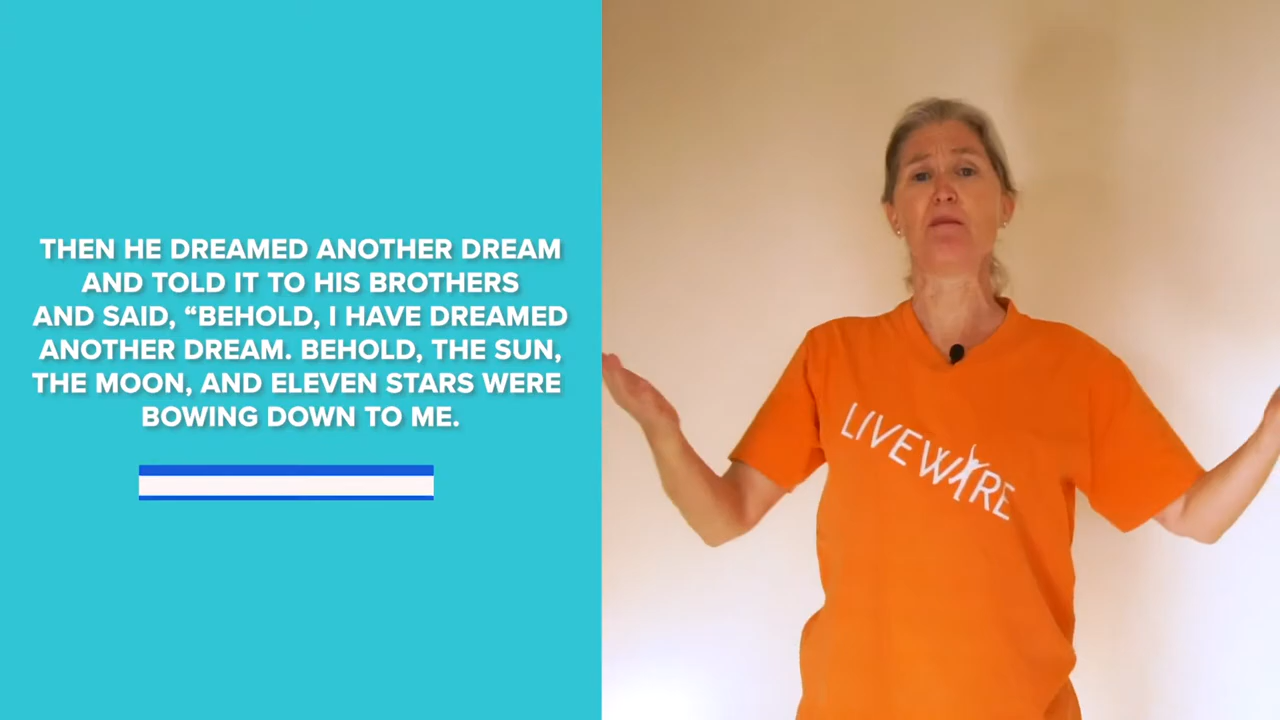 THEN HE DREAMED ANOTHER DREAM
AND TOLD IT TO HIS BROTHERS
AND SAID, “BEHOLD, I HAVE DREAMED
ANOTHER DREAM. BEHOLD, THE SUN,
THE MOON, AND ELEVEN STARS WERE
BOWING DOWN TO ME.
LIVEWIRE